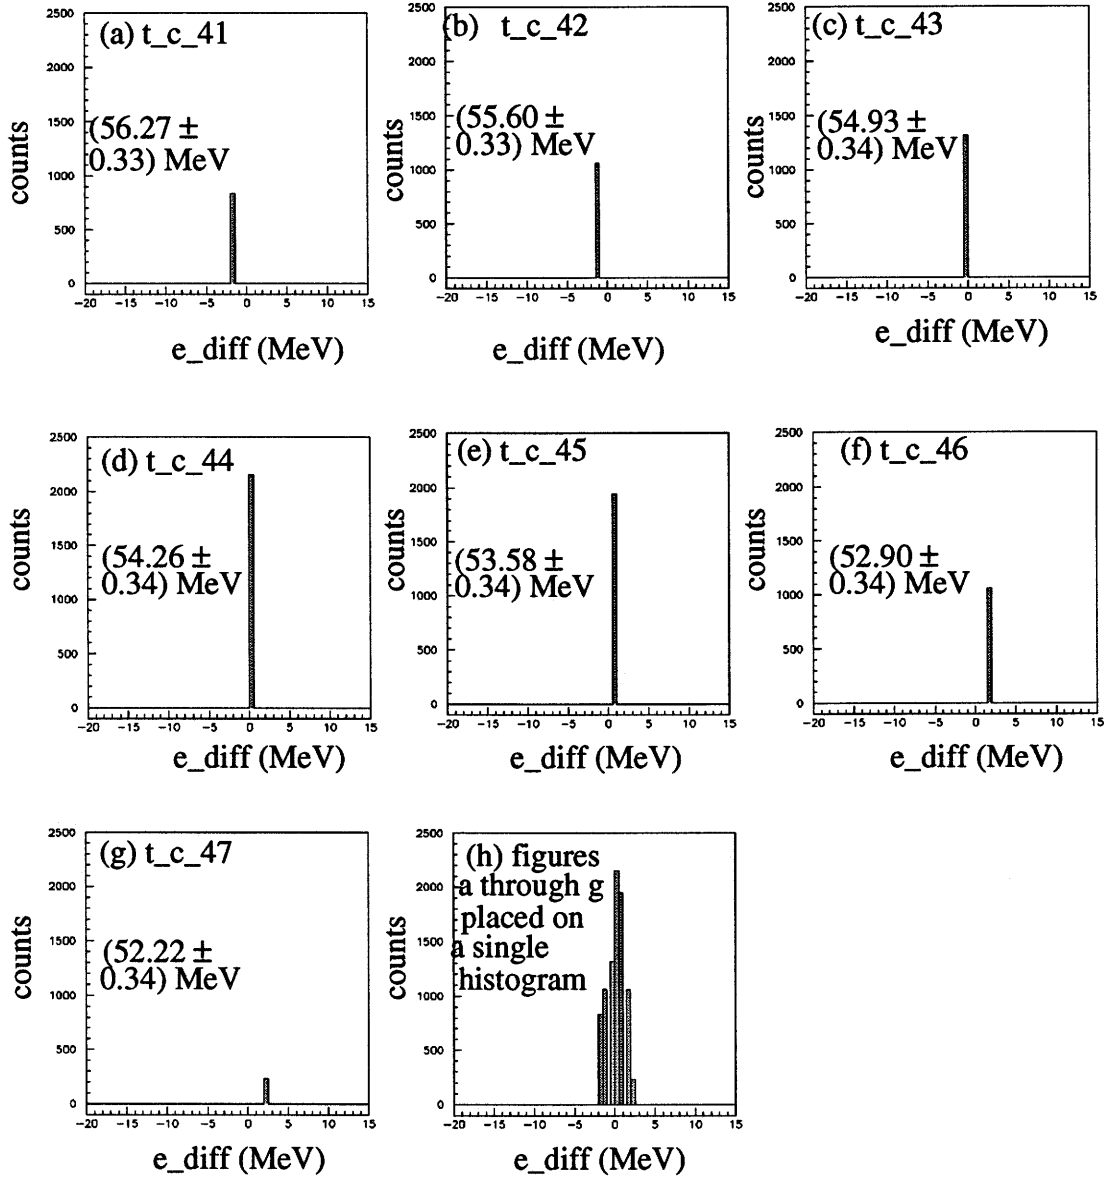 (a) t_c_41
2500
2000
1500
1000
500
0
counts
(56.27 ±
0.33) MeV
-20 -15 -10 -5 0 5 10 15
e_diff (MeV)
(b) t_c_42
2500
2000
1500
1000
500
0
counts
(55.60 ±
0.33) MeV
-20 -15 -10 -5 0 5 10 15
e_diff (MeV)
(c) t_c_43
2500
2000
1500
1000
500
0
counts
(54.93 ±
0.34) MeV
-20 -15 -10 -5 0 5 10 15
e_diff (MeV)
(d) t_c_44
2500
2000
1500
1000
500
0
counts
(54.26 ±
0.34) MeV
-20 -15 -10 -5 0 5 10 15
e_diff (MeV)
(e) t_c_45
2500
2000
1500
1000
500
0
counts
(53.58 ±
0.34) MeV
-20 -15 -10 -5 0 5 10 15
e_diff (MeV)
(f) t_c_46
2500
2000
1500
1000
500
0
counts
(52.90 ±
0.34) MeV
-20 -15 -10 -5 0 5 10 15
e_diff (MeV)
(g) t_c_47
2500
2000
1500
1000
500
0
counts
(52.22 ±
0.34) MeV
-20 -15 -10 -5 0 5 10 15
e_diff (MeV)
(h) figures
a through g
placed on
a single
histogram
2500
2000
1500
1000
500
0
counts
-20 -15 -10 -5 0 5 10 15
e_diff (MeV)